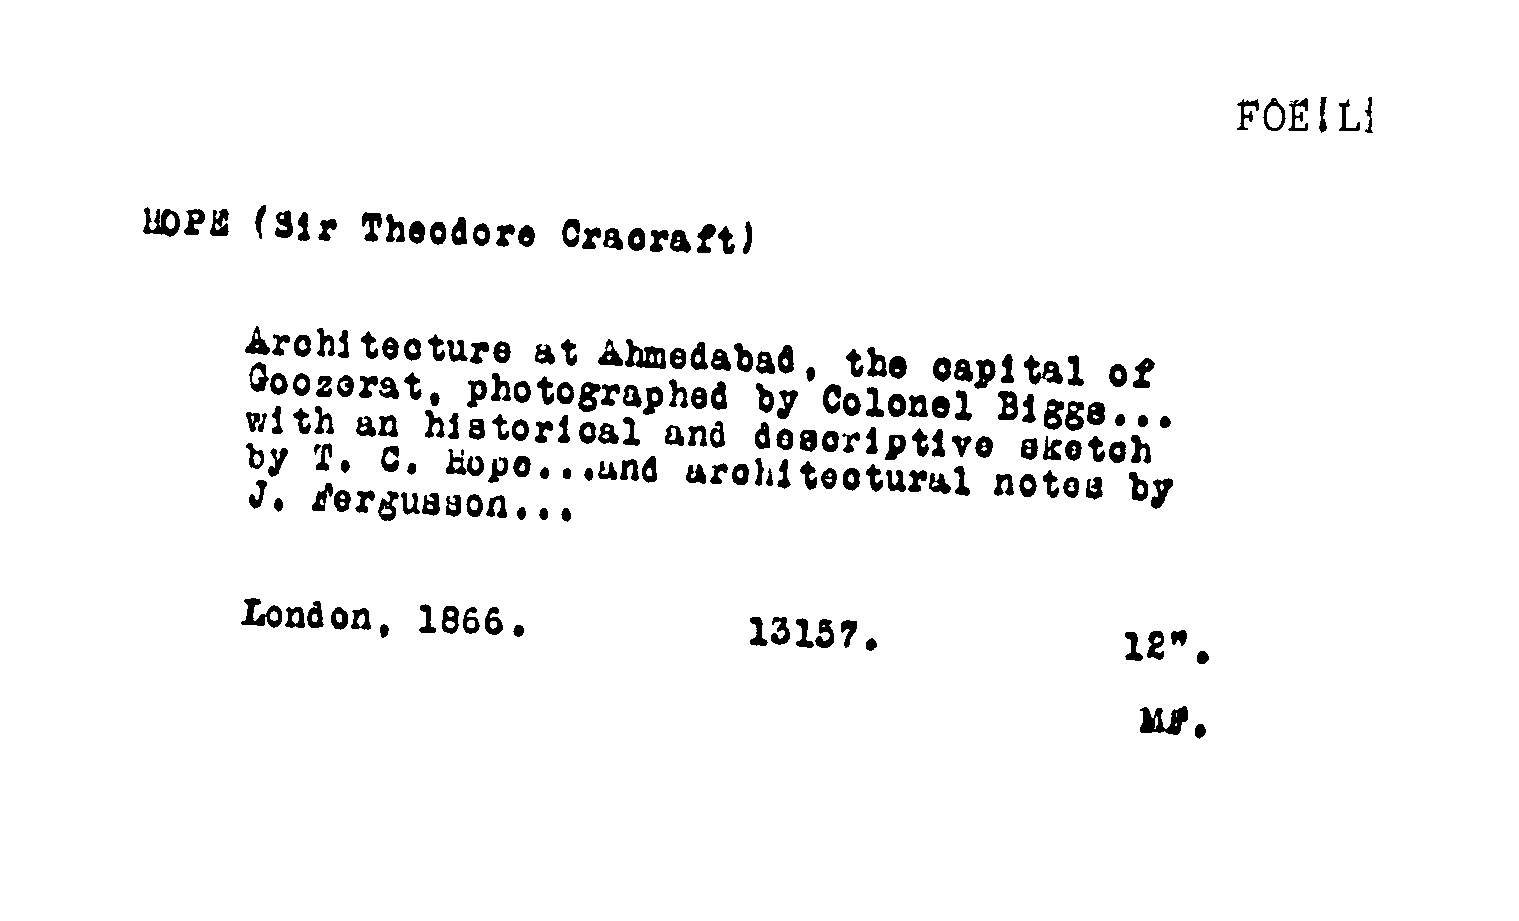 HOPE (Sir Theodore Cracraft)
Architecture at Ahmedabad, the capital of
Goozerat, photographed by Colonel Biggs...
with an historical and descriptive sketch
by T. C. Hope...and architectural notes by
J. Fergusson...
London, 1866. 13157. 12".
MF.